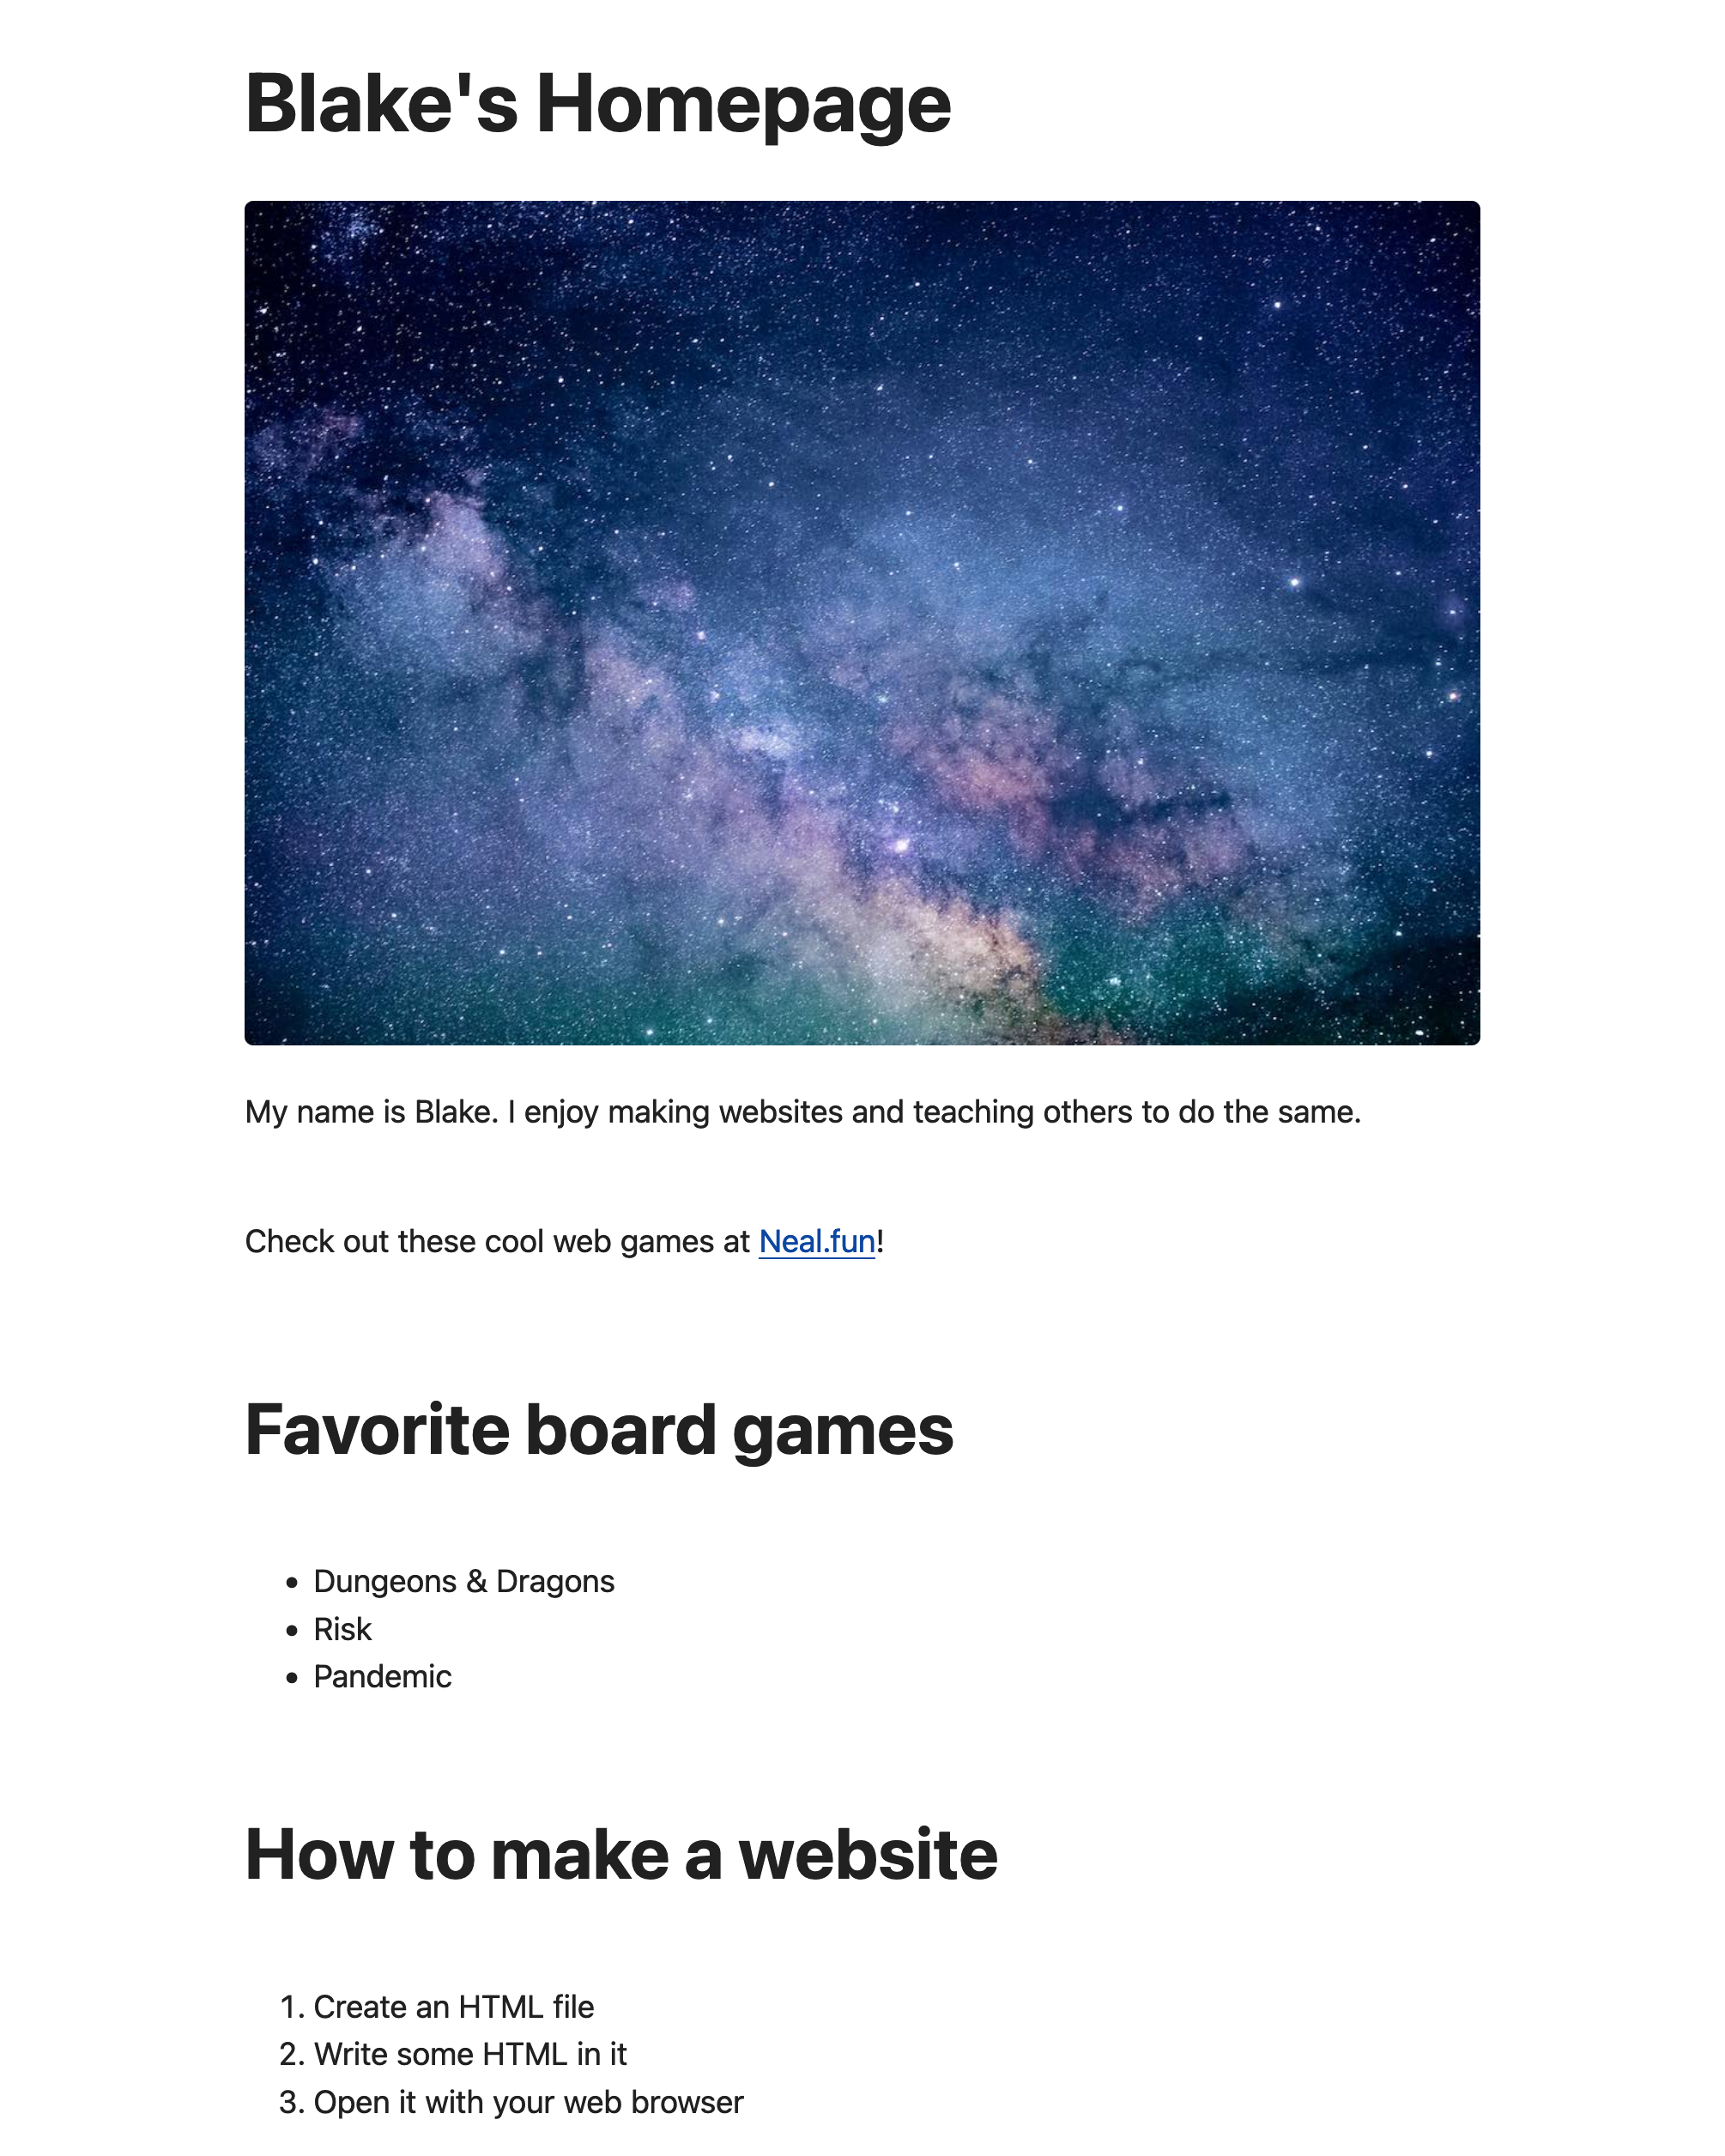 Blake's Homepage
My name is Blake. I enjoy making websites and teaching others to do the same.
Check out these cool web games at Neal.fun!
Favorite board games
• Dungeons & Dragons
• Risk
• Pandemic
How to make a website
1. Create an HTML file
2. Write some HTML in it
3. Open it with your web browser